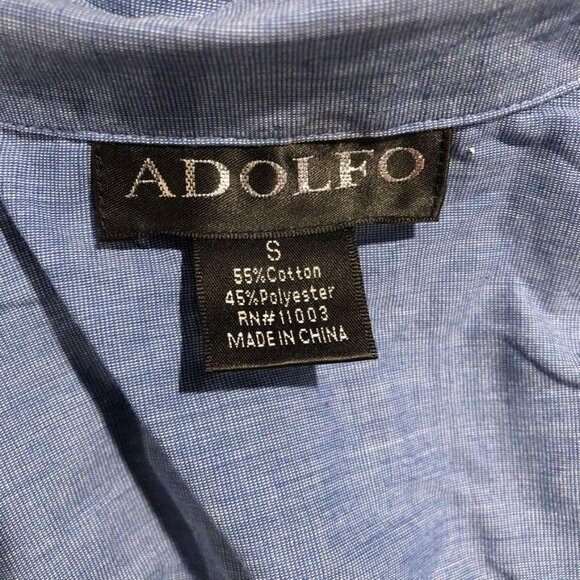 ADOLFO
S
55%Cotton
45%Polyester
RN#11003
MADE IN CHINA